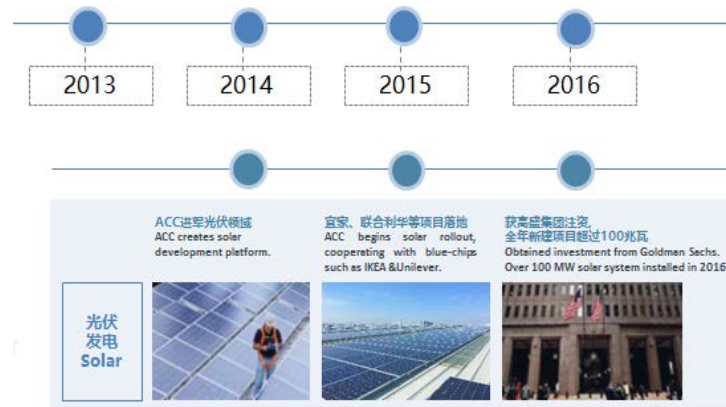 2013
2014
2015
2016
ACC进军光伏领域
ACC creates solar
development platform.
宜家、联合利华等项目落地
ACC begins solar rollout,
cooperating with blue-chips
such as IKEA &Unilever.
获高盛集团注资,
全年新建项目超过100兆瓦
Obtained investment from Goldman Sachs.
Over 100 MW solar system installed in 2016
光伏
发电
Solar